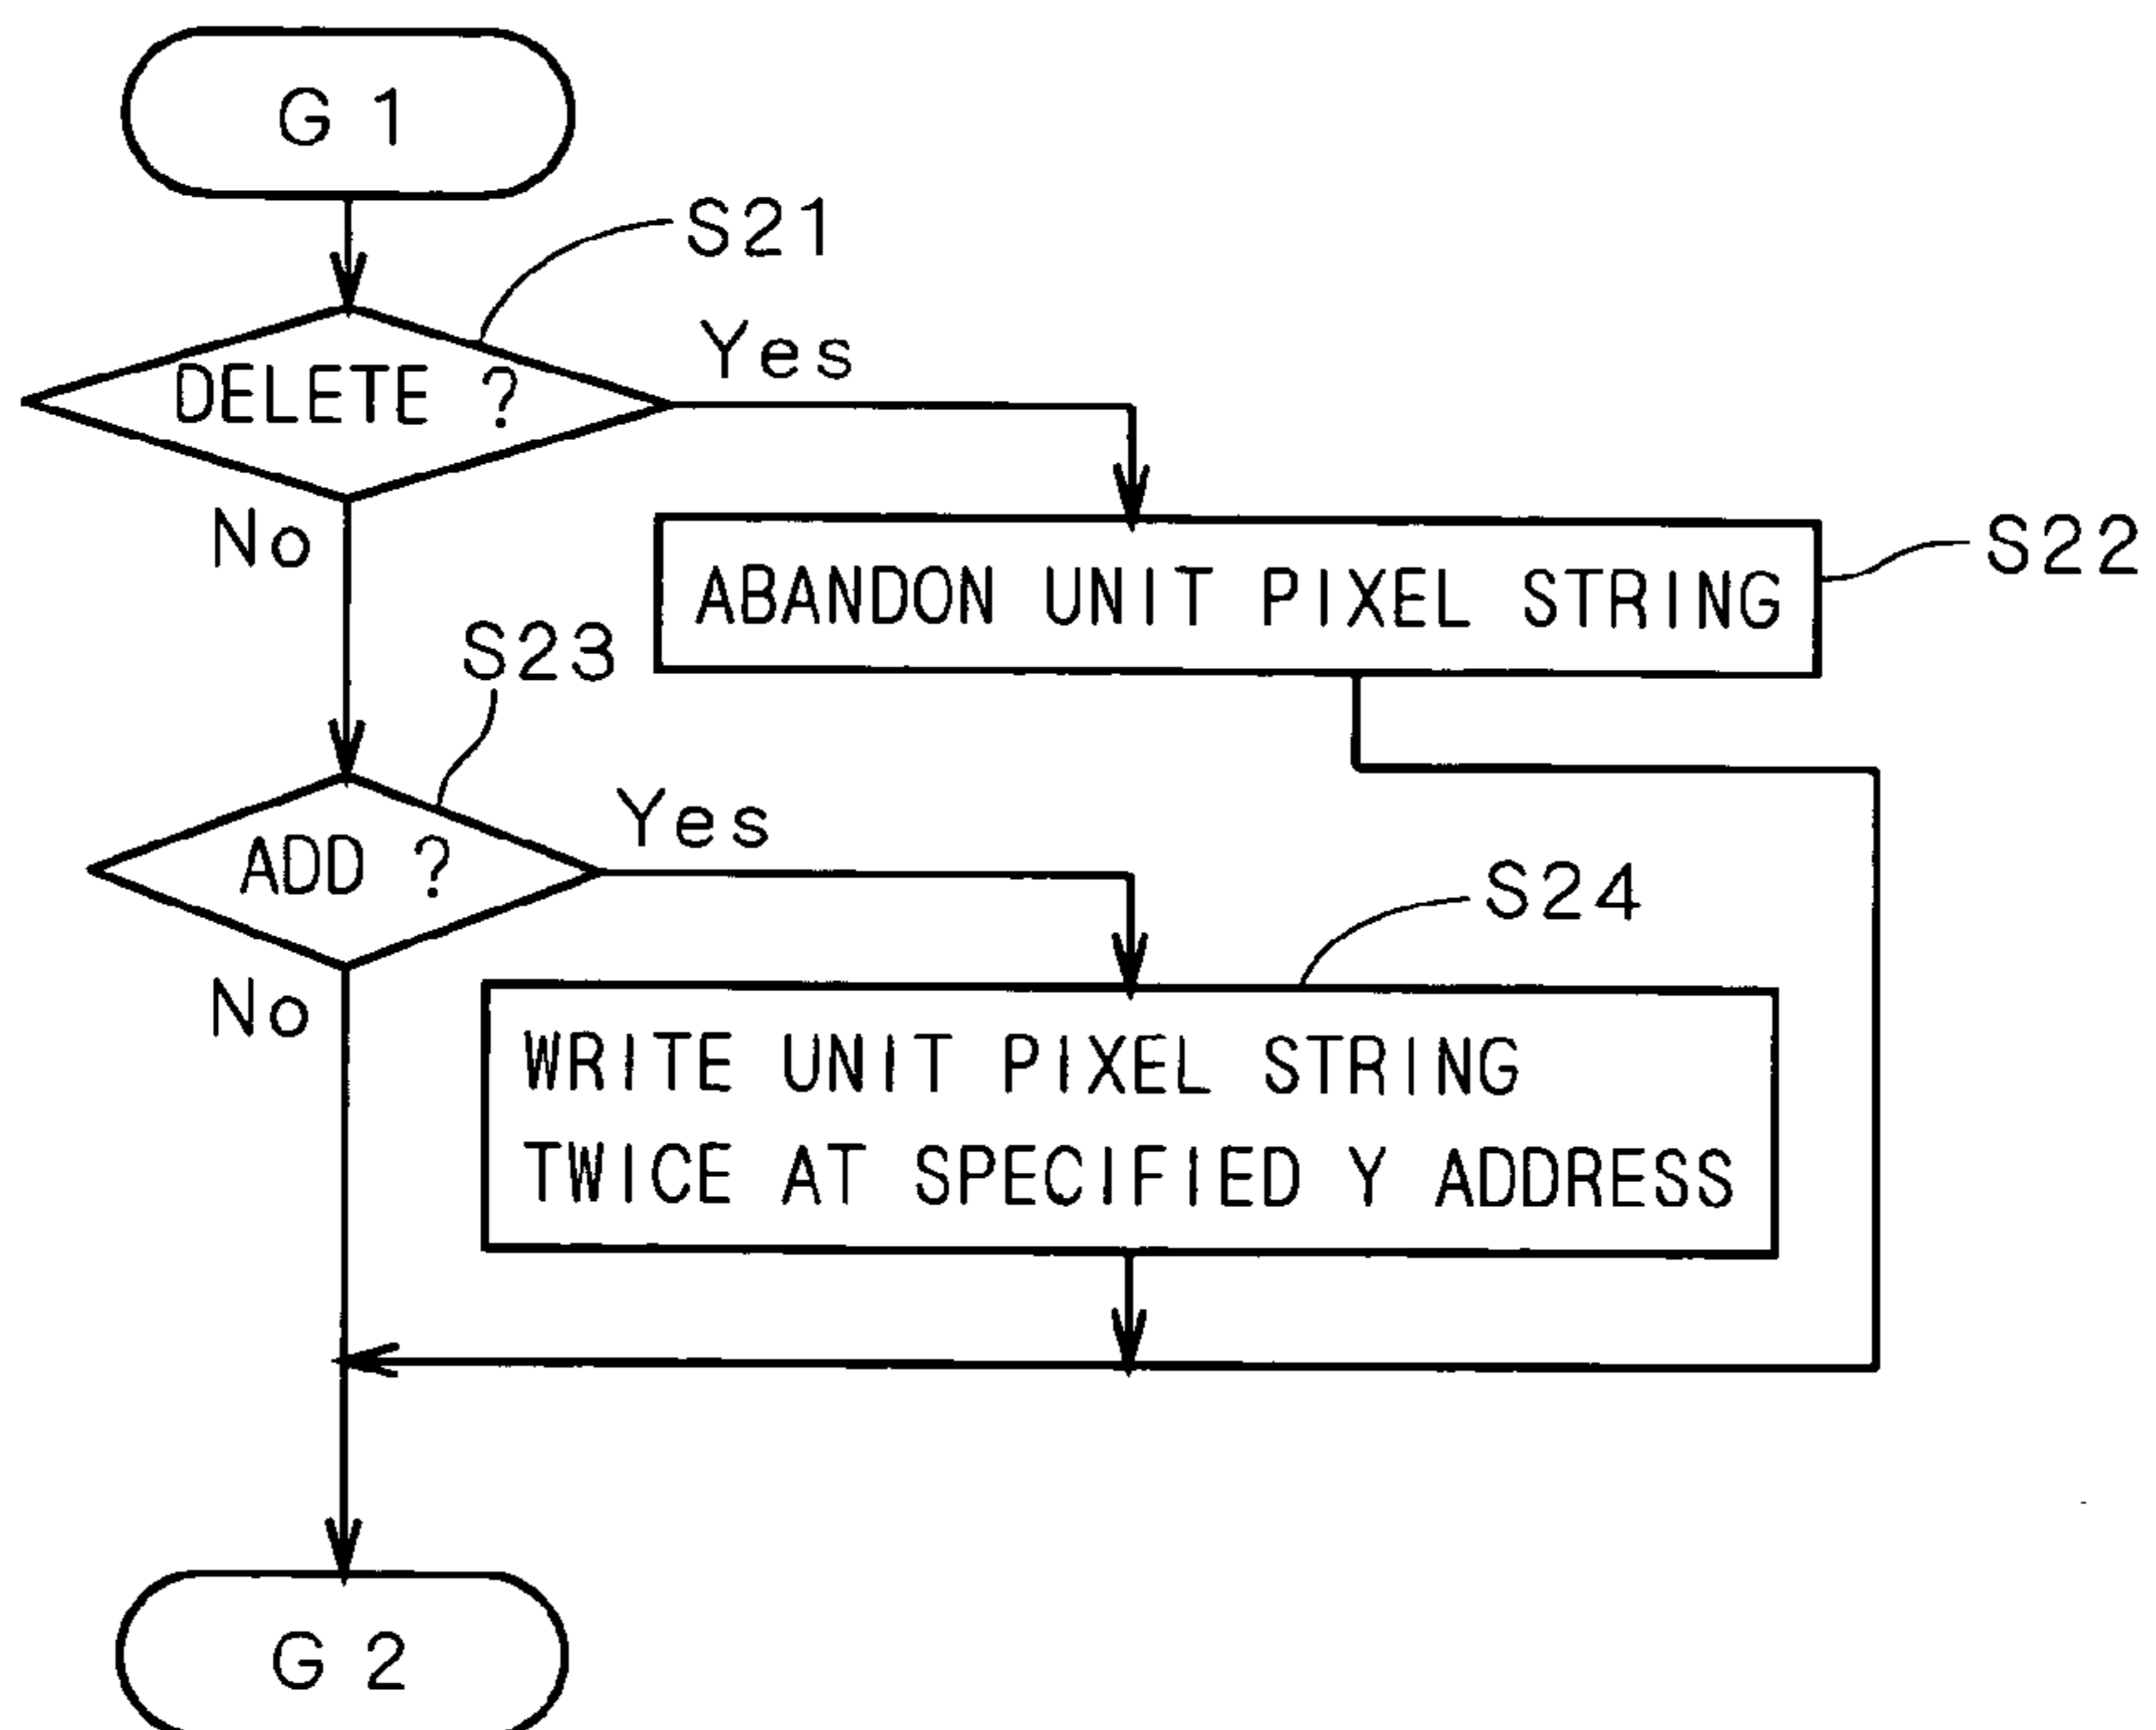 G 1
S21
DELETE ?
Yes
No
ABANDON UNIT PIXEL STRING
S22
S23
ADD ?
Yes
No
S24
WRITE UNIT PIXEL STRING
TWICE AT SPECIFIED Y ADDRESS
G 2